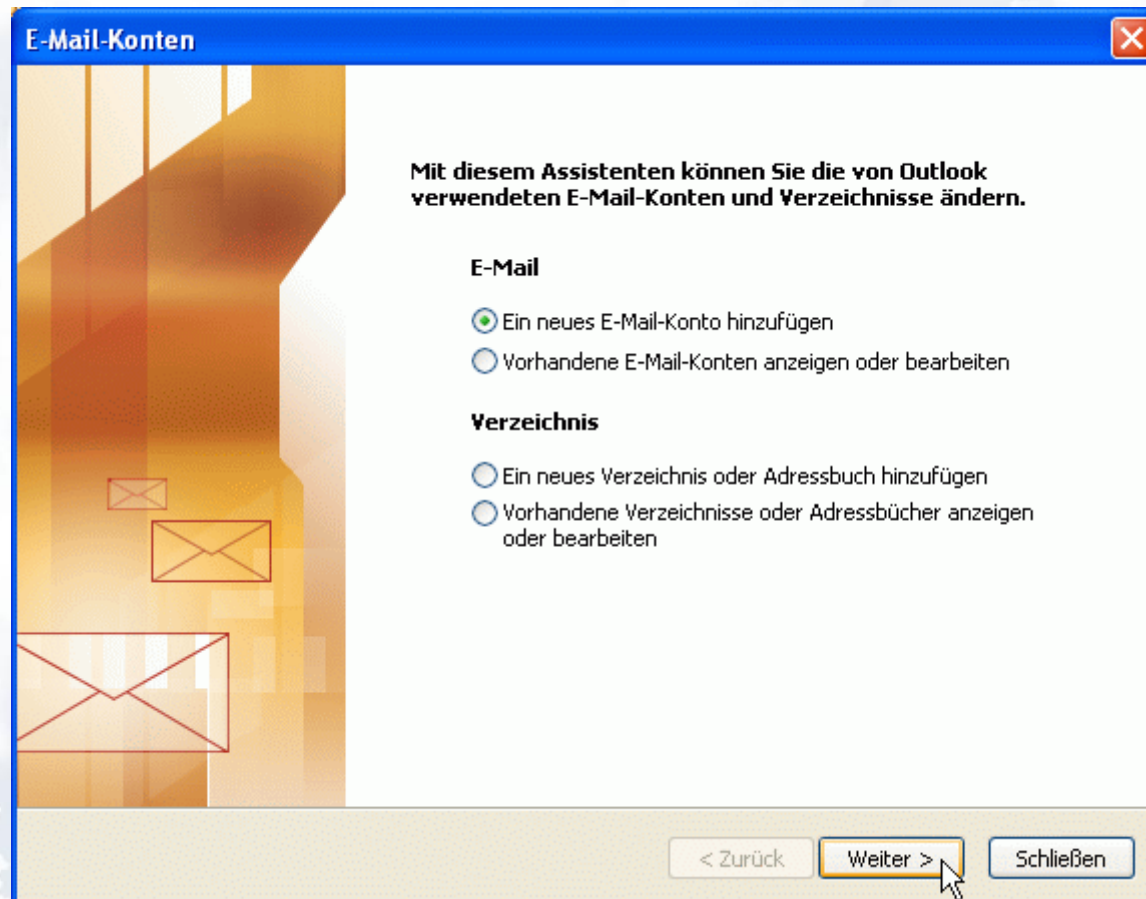 E-Mail-Konten
Mit diesem Assistenten können Sie die von Outlook
verwendeten E-Mail-Konten und Verzeichnisse ändern.
E-Mail
Ein neues E-Mail-Konto hinzufügen
Vorhandene E-Mail-Konten anzeigen oder bearbeiten
Verzeichnis
Ein neues Verzeichnis oder Adressbuch hinzufügen
Vorhandene Verzeichnisse oder Adressbücher anzeigen
oder bearbeiten
< Zurück
Weiter >
Schließen